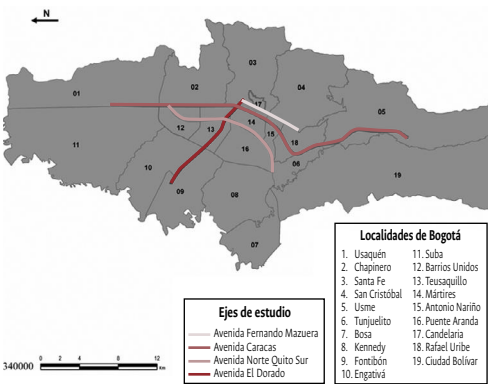 N
03
02
04
01
17
05
14
12
13
15
11
16
18
10
06
19
09
08
07
Localidades de Bogotá
1. Usaquén
2. Chapinero
3. Santa Fe
4. San Cristóbal
5. Usme
6. Tunjuelito
7. Bosa
8. Kennedy
9. Fontibón
10. Engativá
11. Suba
12. Barrios Unidos
13. Teusaquillo
14. Mártires
15. Antonio Nariño
16. Puente Aranda
17. Candelaria
18. Rafael Uribe
19. Ciudad Bolívar
Ejes de estudio
Avenida Fernando Mazuera
Avenida Caracas
Avenida Norte Quito Sur
Avenida El Dorado
340000
0 2 4 8 12
Km